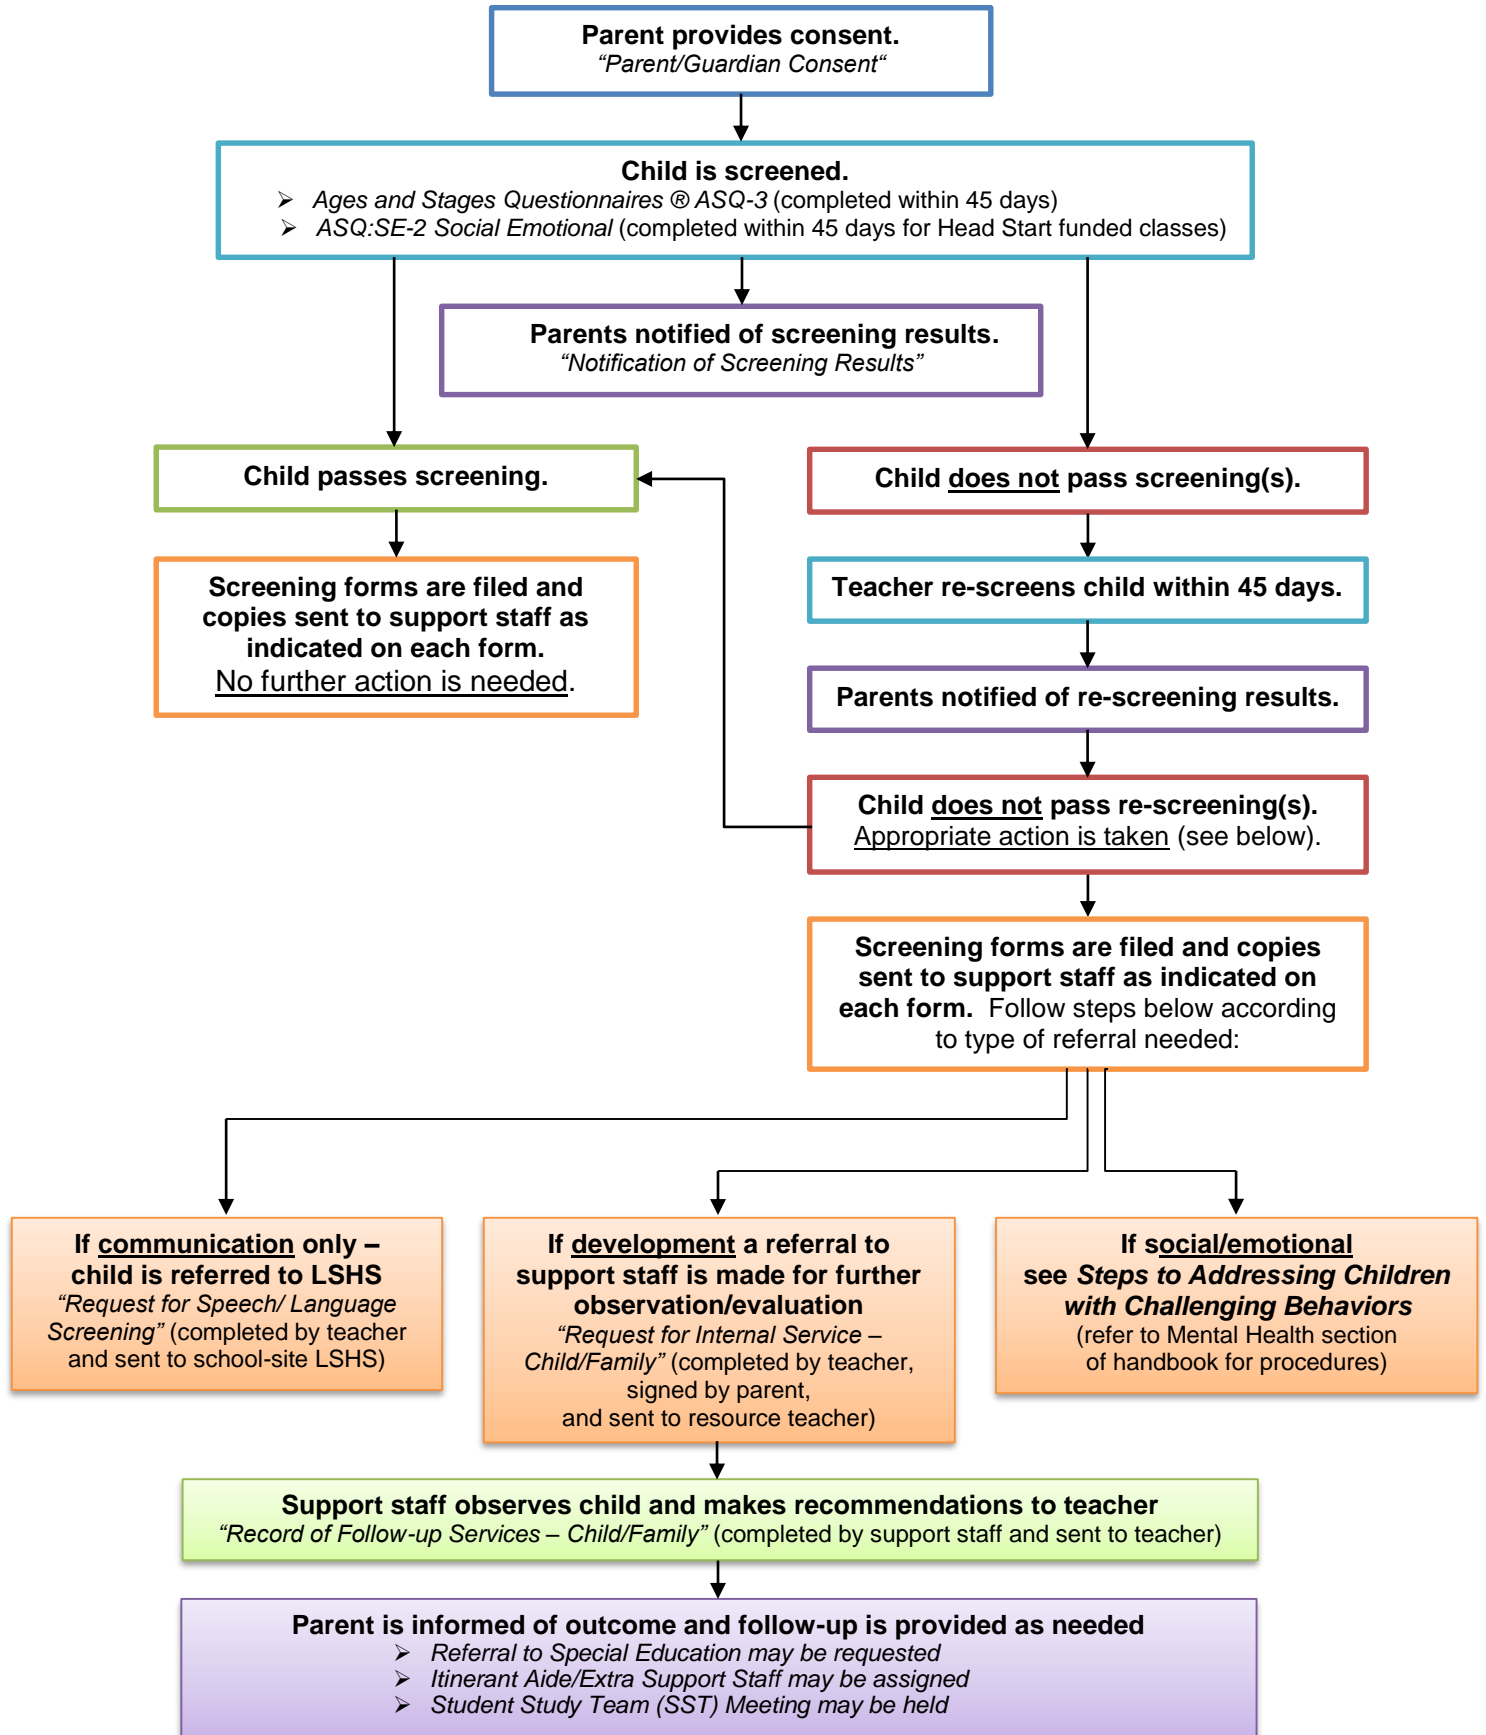 Parent provides consent.
“Parent/Guardian Consent“
Child is screened.
➢ Ages and Stages Questionnaires ® ASQ-3 (completed within 45 days)
➢ ASQ:SE-2 Social Emotional (completed within 45 days for Head Start funded classes)
Parents notified of screening results.
“Notification of Screening Results”
Child passes screening.
Child does not pass screening(s).
Screening forms are filed and
copies sent to support staff as
indicated on each form.
No further action is needed.
Teacher re-screens child within 45 days.
Parents notified of re-screening results.
Child does not pass re-screening(s).
Appropriate action is taken (see below).
Screening forms are filed and copies
sent to support staff as indicated on
each form. Follow steps below according
to type of referral needed:
If communication only –
child is referred to LSHS
“Request for Speech/ Language
Screening” (completed by teacher
and sent to school-site LSHS)
If development a referral to
support staff is made for further
observation/evaluation
“Request for Internal Service –
Child/Family” (completed by teacher,
signed by parent,
and sent to resource teacher)
If social/emotional
see Steps to Addressing Children
with Challenging Behaviors
(refer to Mental Health section
of handbook for procedures)
Support staff observes child and makes recommendations to teacher
“Record of Follow-up Services – Child/Family” (completed by support staff and sent to teacher)
Parent is informed of outcome and follow-up is provided as needed
➢ Referral to Special Education may be requested
➢ Itinerant Aide/Extra Support Staff may be assigned
➢ Student Study Team (SST) Meeting may be held